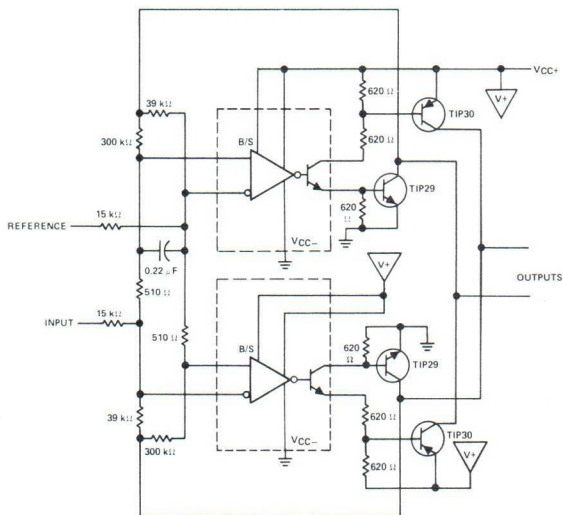 VCC+
V+
39 kΩ
620 Ω
TIP30
300 kΩ
B/S
620 Ω
TIP29
REFERENCE
15 kΩ
620 Ω
VCC–
0.22 μF
V+
510 Ω
OUTPUTS
INPUT
15 kΩ
510 Ω
B/S
620 Ω
TIP29
39 kΩ
620 Ω
TIP30
V+
300 kΩ
VCC–
620 Ω